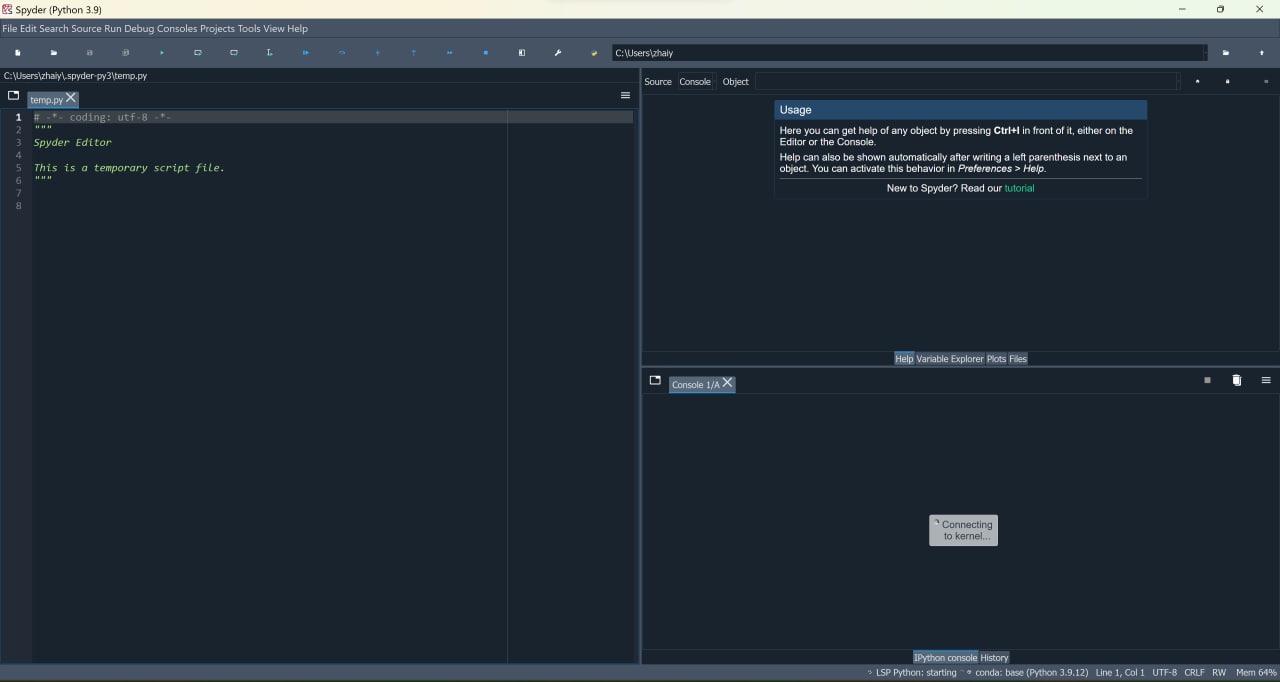 Spyder (Python 3.9)
File Edit Search Source Run Debug Consoles Projects Tools View Help
C:\Users\zhaiy
C:\Users\zhaiy\.spyder-py3\temp.py
temp.py
1 # -*- coding: utf-8 -*-
2 """
3 Spyder Editor
4
5 This is a temporary script file.
6 """
7
8
Source Console Object
Usage
Here you can get help of any object by pressing Ctrl+I in front of it, either on the
Editor or the Console.
Help can also be shown automatically after writing a left parenthesis next to an
object. You can activate this behavior in Preferences > Help.
New to Spyder? Read our tutorial
Help Variable Explorer Plots Files
Console 1/A
Connecting
to kernel...
IPython console History
LSP Python: starting conda: base (Python 3.9.12) Line 1, Col 1 UTF-8 CRLF RW Mem 64%